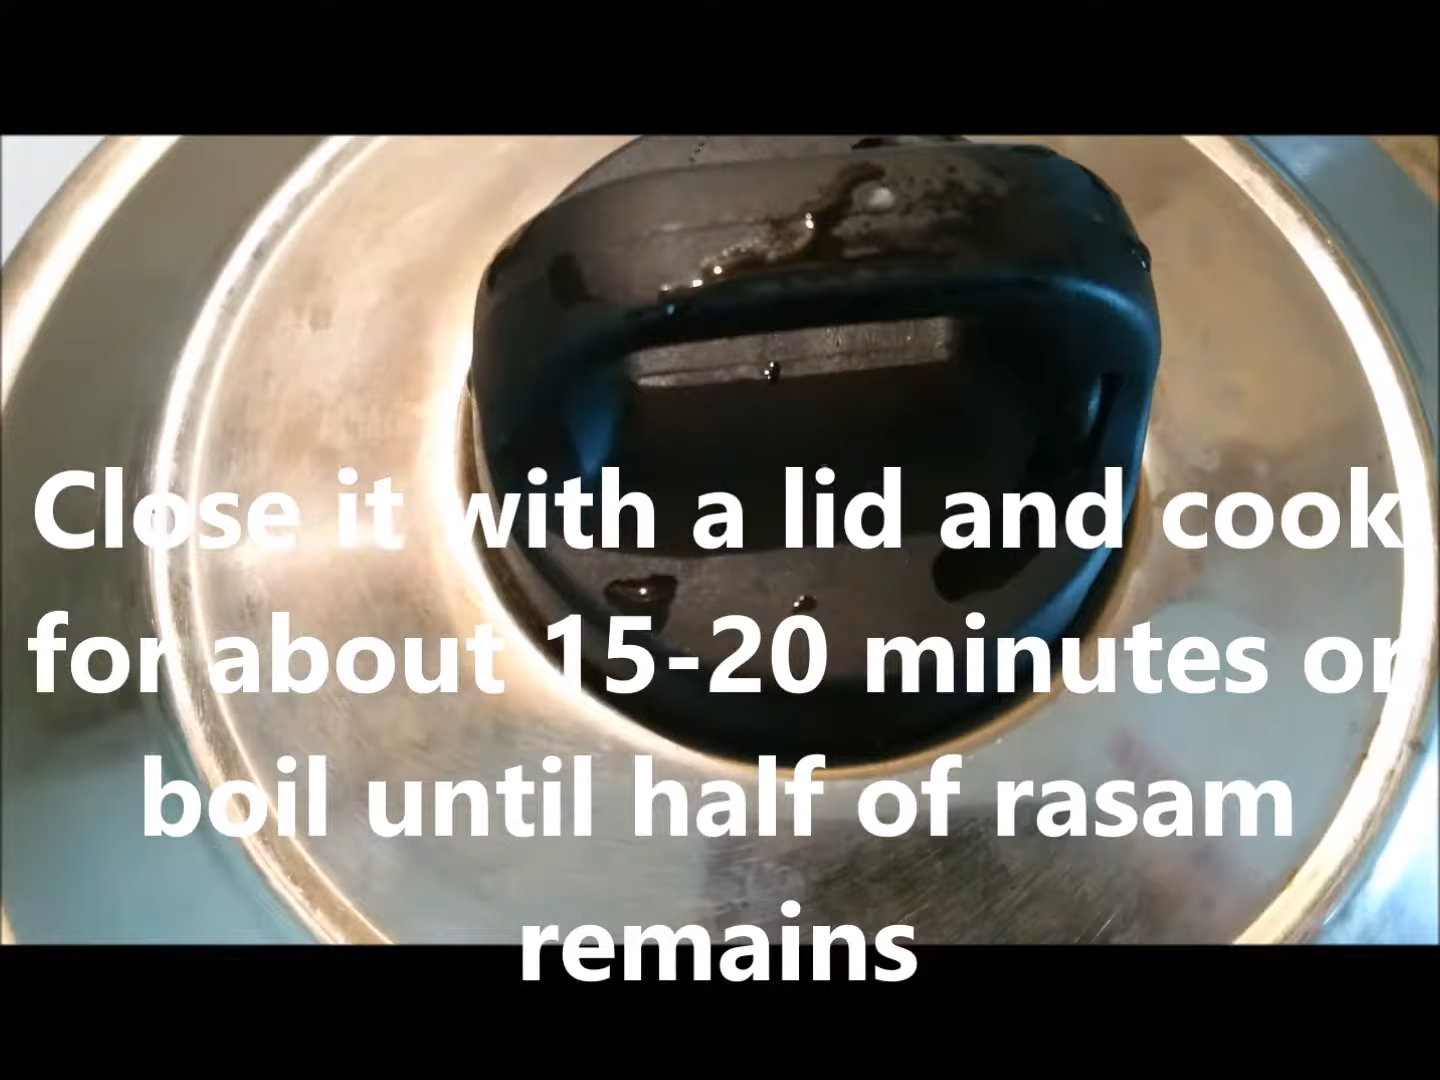 Close it with a lid and cook
for about 15-20 minutes or
boil until half of rasam
remains